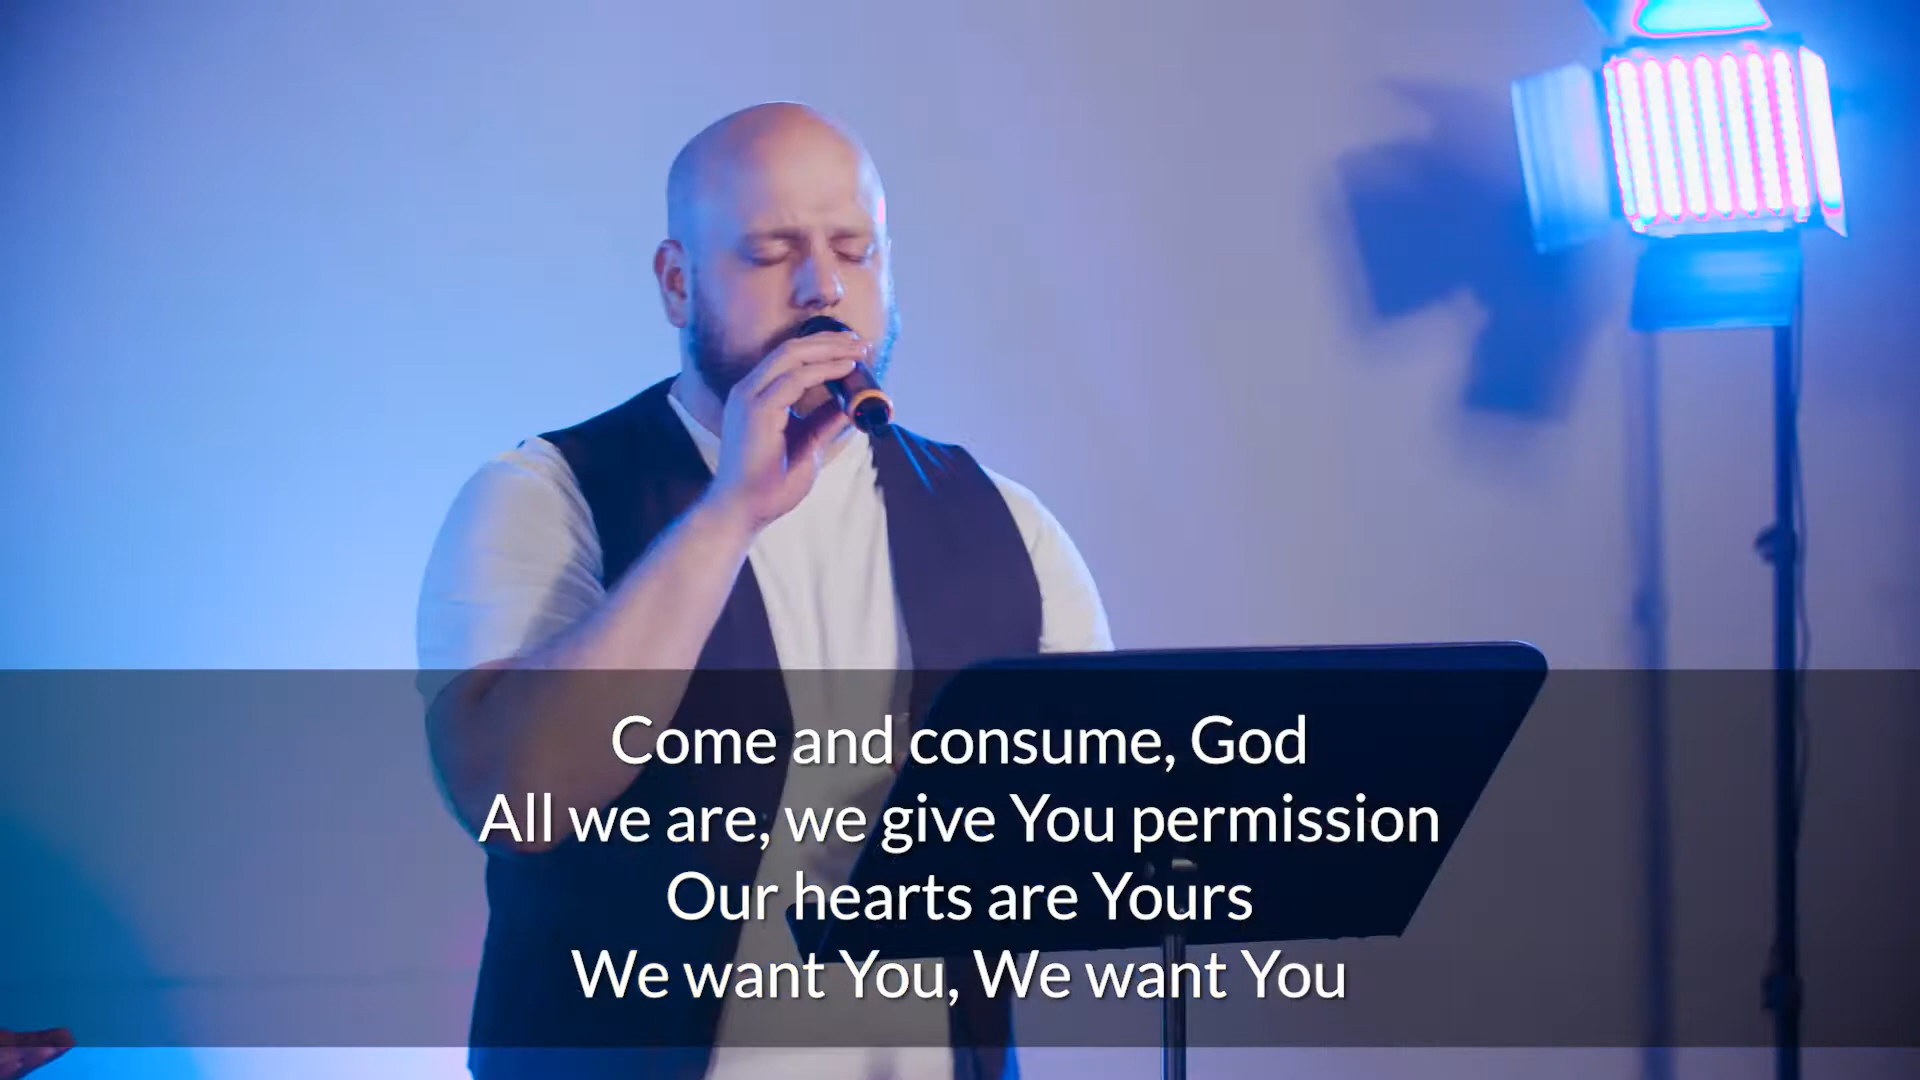 Come and consume, God
All we are, we give You permission
Our hearts are Yours
We want You, We want You